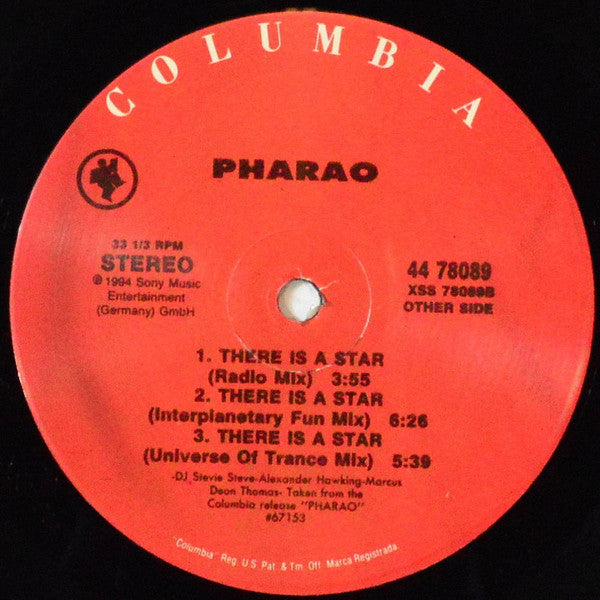 COLUMBIA
PHARAO
33 1/3 RPM
STEREO
℗ 1994 Sony Music
Entertainment
(Germany) GmbH
44 78089
XSS 78089B
OTHER SIDE
1. THERE IS A STAR
(Radio Mix) 3:55
2. THERE IS A STAR
(Interplanetary Fun Mix) 6:26
3. THERE IS A STAR
(Universe Of Trance Mix) 5:39
-DJ Stevie Steve-Alexander Hawking-Marcus
Deon Thomas- Taken from the
Columbia release "PHARAO"
#67153
"Columbia" Reg. U.S. Pat. & Tm. Off. Marca Registrada.